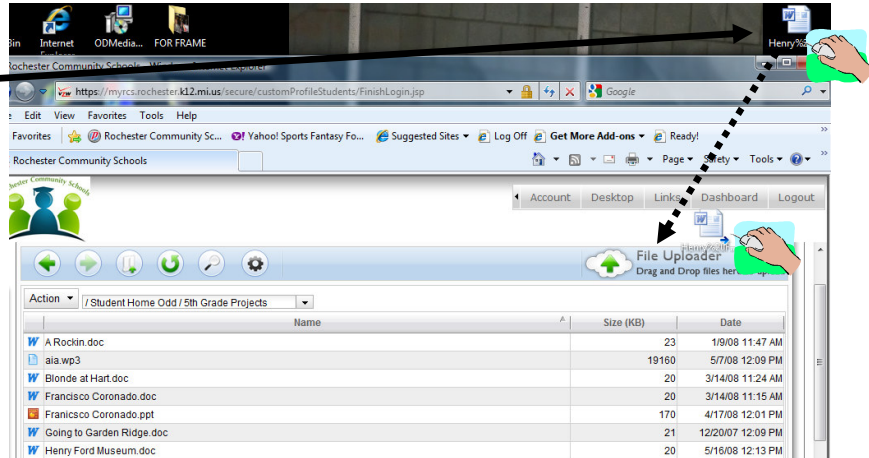 Bin Internet ODMedia... FOR FRAME Henry%2
Explorer
Rochester Community Schools
https://myrcs.rochester.k12.mi.us/secure/customProfileStudents/FinishLogin.jsp Google
Edit View Favorites Tools Help
Favorites Rochester Community Sc... Yahoo! Sports Fantasy Fo... Suggested Sites Log Off Get More Add-ons Ready!
Rochester Community Schools Page Safety Tools
Rochester Community Schools
Account Desktop Links Dashboard Logout
File Uploader
Drag and Drop files here
Action / Student Home Odd / 5th Grade Projects
Name Size (KB) Date
A Rockin.doc 23 1/9/08 11:47 AM
aia.wp3 19160 5/7/08 12:09 PM
Blonde at Hart.doc 20 3/14/08 11:24 AM
Francisco Coronado.doc 20 3/14/08 11:15 AM
Franicsco Coronado.ppt 170 4/17/08 12:01 PM
Going to Garden Ridge.doc 21 12/20/07 12:09 PM
Henry Ford Museum.doc 20 5/16/08 12:13 PM